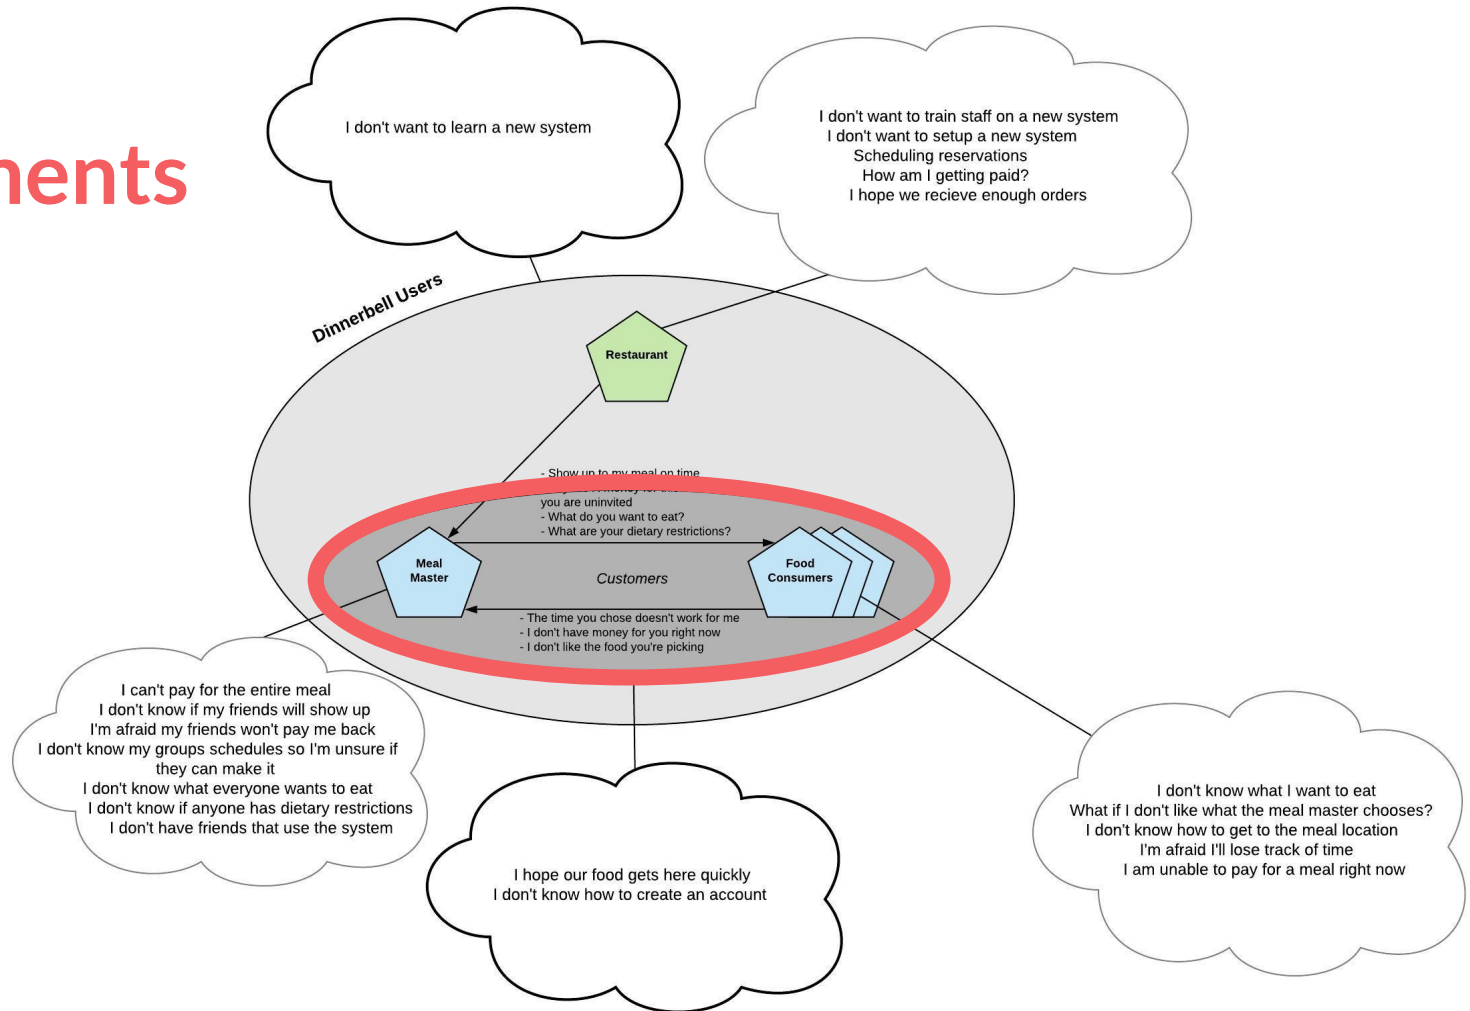 I don't want to learn a new system
I don't want to train staff on a new system
I don't want to setup a new system
Scheduling reservations
How am I getting paid?
I hope we recieve enough orders
nents
Dinnerbell Users
Restaurant
- Show up to my meal on time
you are uninvited
- What do you want to eat?
- What are your dietary restrictions?
Meal
Master
Customers
Food
Consumers
- The time you chose doesn't work for me
- I don't have money for you right now
- I don't like the food you're picking
I can't pay for the entire meal
I don't know if my friends will show up
I'm afraid my friends won't pay me back
I don't know my groups schedules so I'm unsure if
they can make it
I don't know what everyone wants to eat
I don't know if anyone has dietary restrictions
I don't have friends that use the system
I hope our food gets here quickly
I don't know how to create an account
I don't know what I want to eat
What if I don't like what the meal master chooses?
I don't know how to get to the meal location
I'm afraid I'll lose track of time
I am unable to pay for a meal right now